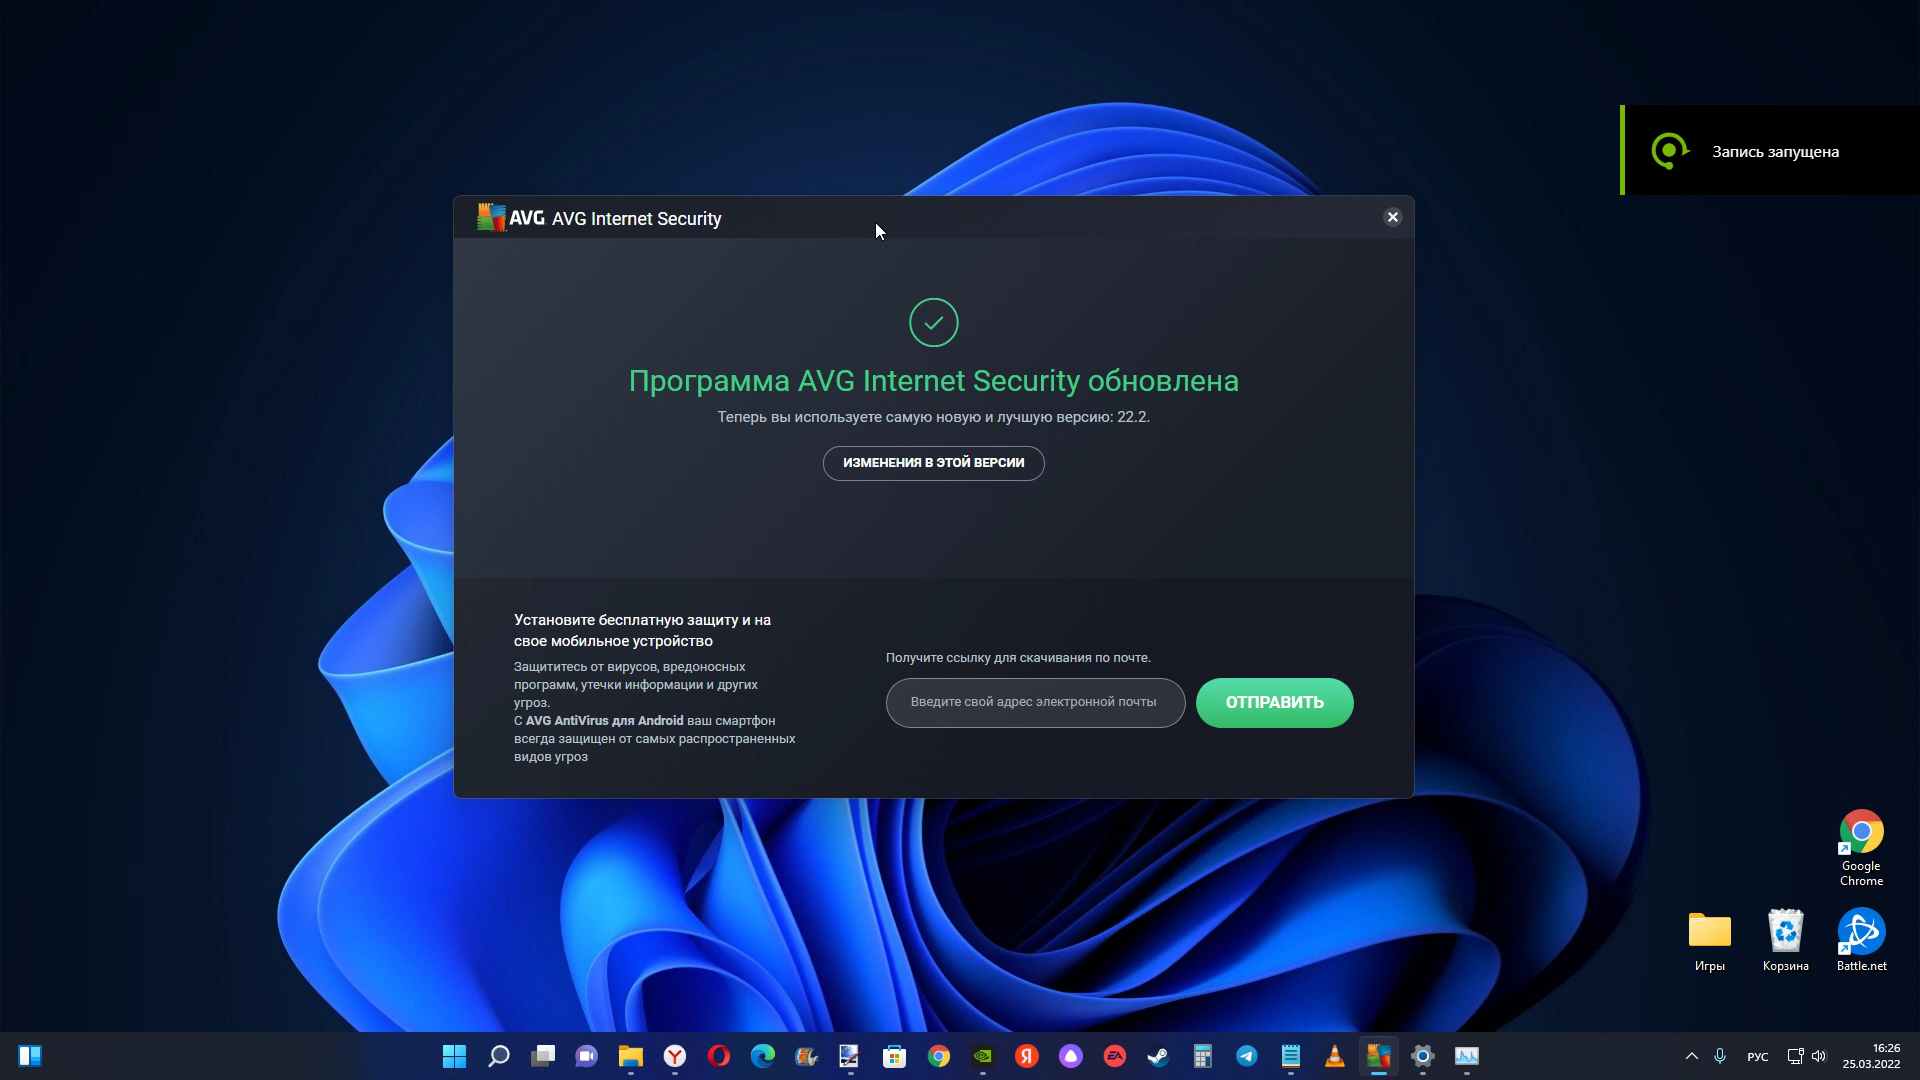 Запись запущена
AVG AVG Internet Security
Программа AVG Internet Security обновлена
Теперь вы используете самую новую и лучшую версию: 22.2.
ИЗМЕНЕНИЯ В ЭТОЙ ВЕРСИИ
Установите бесплатную защиту и на
свое мобильное устройство
Защититесь от вирусов, вредоносных
программ, утечки информации и других
угроз.
С AVG AntiVirus для Android ваш смартфон
всегда защищен от самых распространенных
видов угроз
Получите ссылку для скачивания по почте.
Введите свой адрес электронной почты
ОТПРАВИТЬ
Google
Chrome
Игры
Корзина
Battle.net
РУС
16:26
25.03.2022